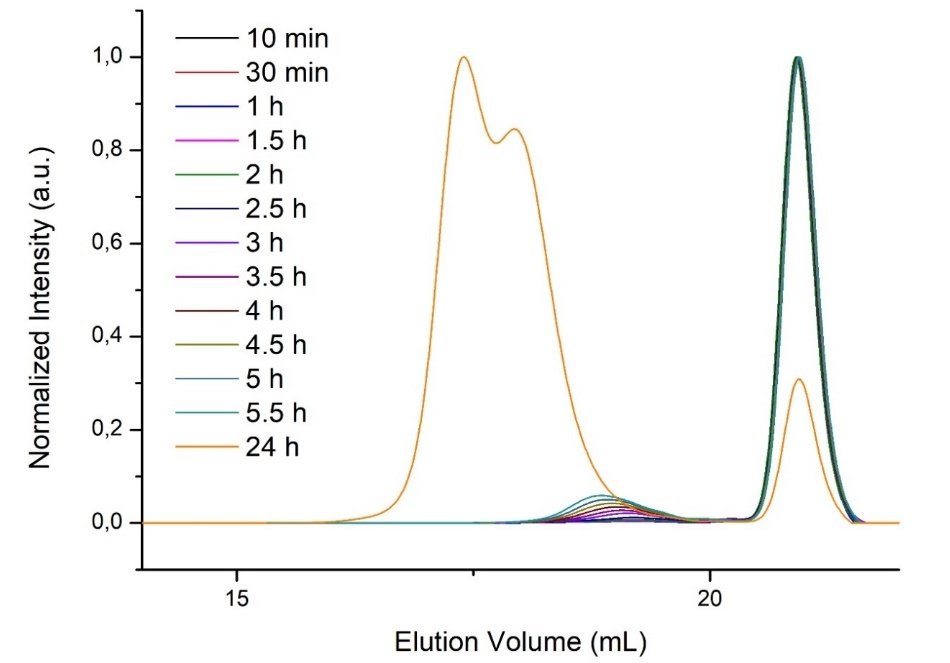 1,0
0,8
0,6
0,4
0,2
0,0
Normalized Intensity (a.u.)
10 min
30 min
1 h
1.5 h
2 h
2.5 h
3 h
3.5 h
4 h
4.5 h
5 h
5.5 h
24 h
15
20
Elution Volume (mL)